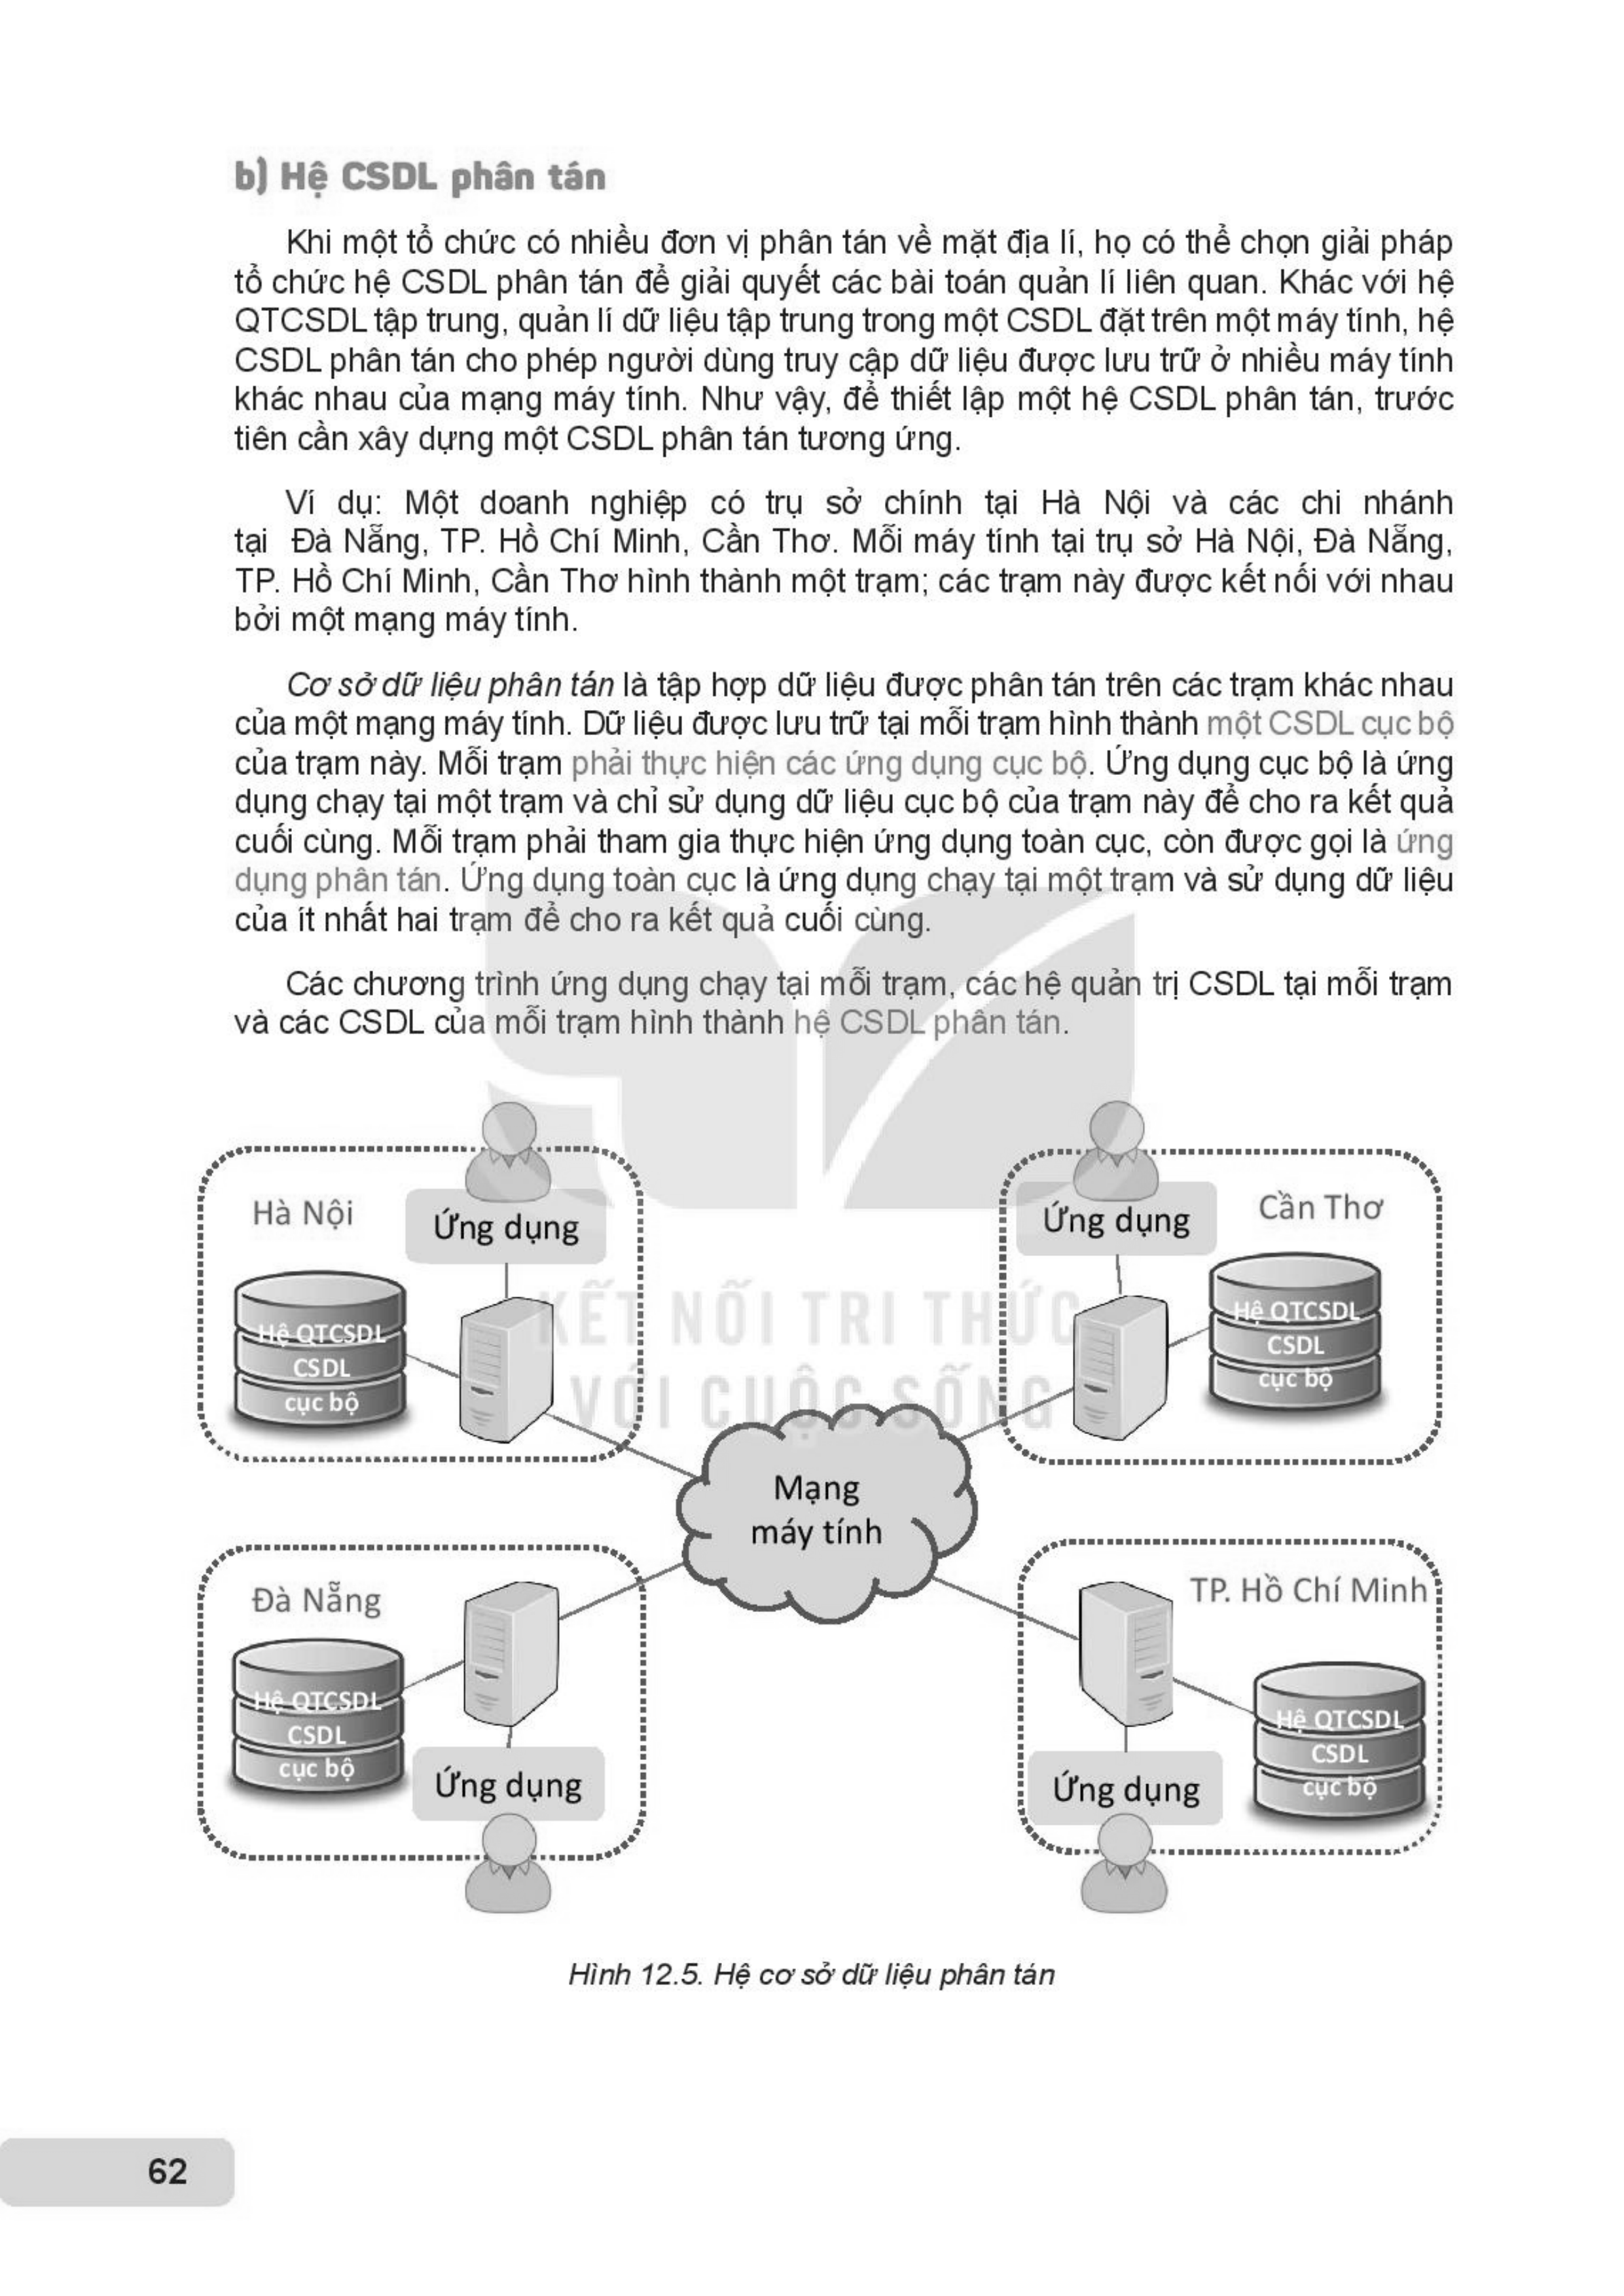 b) Hệ CSDL phân tán
Khi một tổ chức có nhiều đơn vị phân tán về mặt địa lí, họ có thể chọn giải pháp
tổ chức hệ CSDL phân tán để giải quyết các bài toán quản lí liên quan. Khác với hệ
QTCSDL tập trung, quản lí dữ liệu tập trung trong một CSDL đặt trên một máy tính, hệ
CSDL phân tán cho phép người dùng truy cập dữ liệu được lưu trữ ở nhiều máy tính
khác nhau của mạng máy tính. Như vậy, để thiết lập một hệ CSDL phân tán, trước
tiên cần xây dựng một CSDL phân tán tương ứng.
Ví dụ: Một doanh nghiệp có trụ sở chính tại Hà Nội và các chi nhánh
tại Đà Nẵng, TP. Hồ Chí Minh, Cần Thơ. Mỗi máy tính tại trụ sở Hà Nội, Đà Nẵng,
TP. Hồ Chí Minh, Cần Thơ hình thành một trạm; các trạm này được kết nối với nhau
bởi một mạng máy tính.
Cơ sở dữ liệu phân tán là tập hợp dữ liệu được phân tán trên các trạm khác nhau
của một mạng máy tính. Dữ liệu được lưu trữ tại mỗi trạm hình thành một CSDL cục bộ
của trạm này. Mỗi trạm phải thực hiện các ứng dụng cục bộ. Ứng dụng cục bộ là ứng
dụng chạy tại một trạm và chỉ sử dụng dữ liệu cục bộ của trạm này để cho ra kết quả
cuối cùng. Mỗi trạm phải tham gia thực hiện ứng dụng toàn cục, còn được gọi là ứng
dụng phân tán. Ứng dụng toàn cục là ứng dụng chạy tại một trạm và sử dụng dữ liệu
của ít nhất hai trạm để cho ra kết quả cuối cùng.
Các chương trình ứng dụng chạy tại mỗi trạm, các hệ quản trị CSDL tại mỗi trạm
và các CSDL của mỗi trạm hình thành hệ CSDL phân tán.
Hà Nội
Ứng dụng
Hệ QTCSDL
CSDL
cục bộ
Ứng dụng
Cần Thơ
Hệ QTCSDL
CSDL
cục bộ
KẾT NỐI TRI THỨC
VỚI CUỘC SỐNG
Mạng
máy tính
Đà Nẵng
Hệ QTCSDL
CSDL
cục bộ
Ứng dụng
TP. Hồ Chí Minh
Hệ QTCSDL
CSDL
cục bộ
Ứng dụng
Hình 12.5. Hệ cơ sở dữ liệu phân tán
62